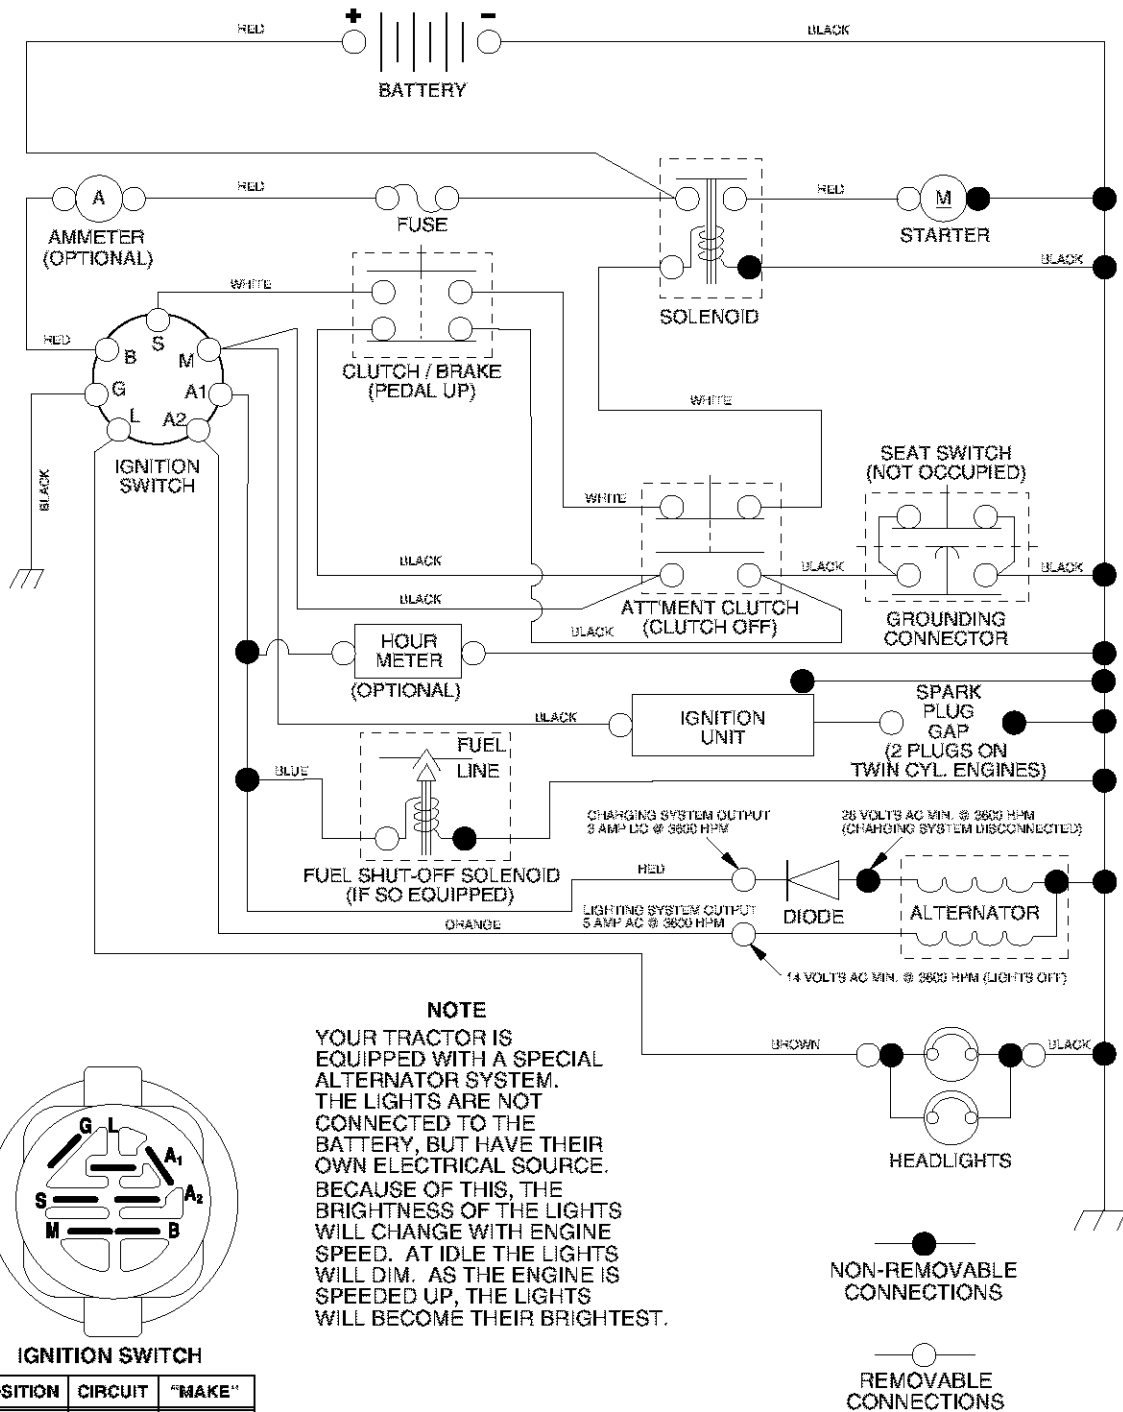 + -
RED
BLACK
BATTERY
A
RED
RED
M
FUSE
AMMETER
(OPTIONAL)
STARTER
BLACK
WHITE
SOLENOID
RED
S
B
M
G
A1
L
A2
CLUTCH / BRAKE
(PEDAL UP)
WHITE
IGNITION
SWITCH
BLACK
SEAT SWITCH
(NOT OCCUPIED)
WHITE
BLACK
BLACK
BLACK
BLACK
ATT'MENT CLUTCH
(CLUTCH OFF)
BLACK
GROUNDING
CONNECTOR
HOUR
METER
(OPTIONAL)
BLACK
IGNITION
UNIT
SPARK
PLUG
GAP
(2 PLUGS ON
TWIN CYL. ENGINES)
FUEL
LINE
BLUE
CHARGING SYSTEM OUTPUT
3 AMP DC @ 3600 RPM
28 VOLTS AC MIN. @ 3600 RPM
(CHARGING SYSTEM DISCONNECTED)
FUEL SHUT-OFF SOLENOID
(IF SO EQUIPPED)
RED
DIODE
ALTERNATOR
LIGHTING SYSTEM OUTPUT
5 AMP AC @ 3600 RPM
ORANGE
14 VOLTS AC MIN. @ 3600 RPM (LIGHTS OFF)
NOTE
YOUR TRACTOR IS
EQUIPPED WITH A SPECIAL
ALTERNATOR SYSTEM.
THE LIGHTS ARE NOT
CONNECTED TO THE
BATTERY, BUT HAVE THEIR
OWN ELECTRICAL SOURCE.
BECAUSE OF THIS, THE
BRIGHTNESS OF THE LIGHTS
WILL CHANGE WITH ENGINE
SPEED. AT IDLE THE LIGHTS
WILL DIM. AS THE ENGINE IS
SPEEDED UP, THE LIGHTS
WILL BECOME THEIR BRIGHTEST.
BROWN
BLACK
HEADLIGHTS
G L
A1
A2
S
M
B
IGNITION SWITCH
SITION CIRCUIT "MAKE"
NON-REMOVABLE
CONNECTIONS
REMOVABLE
CONNECTIONS